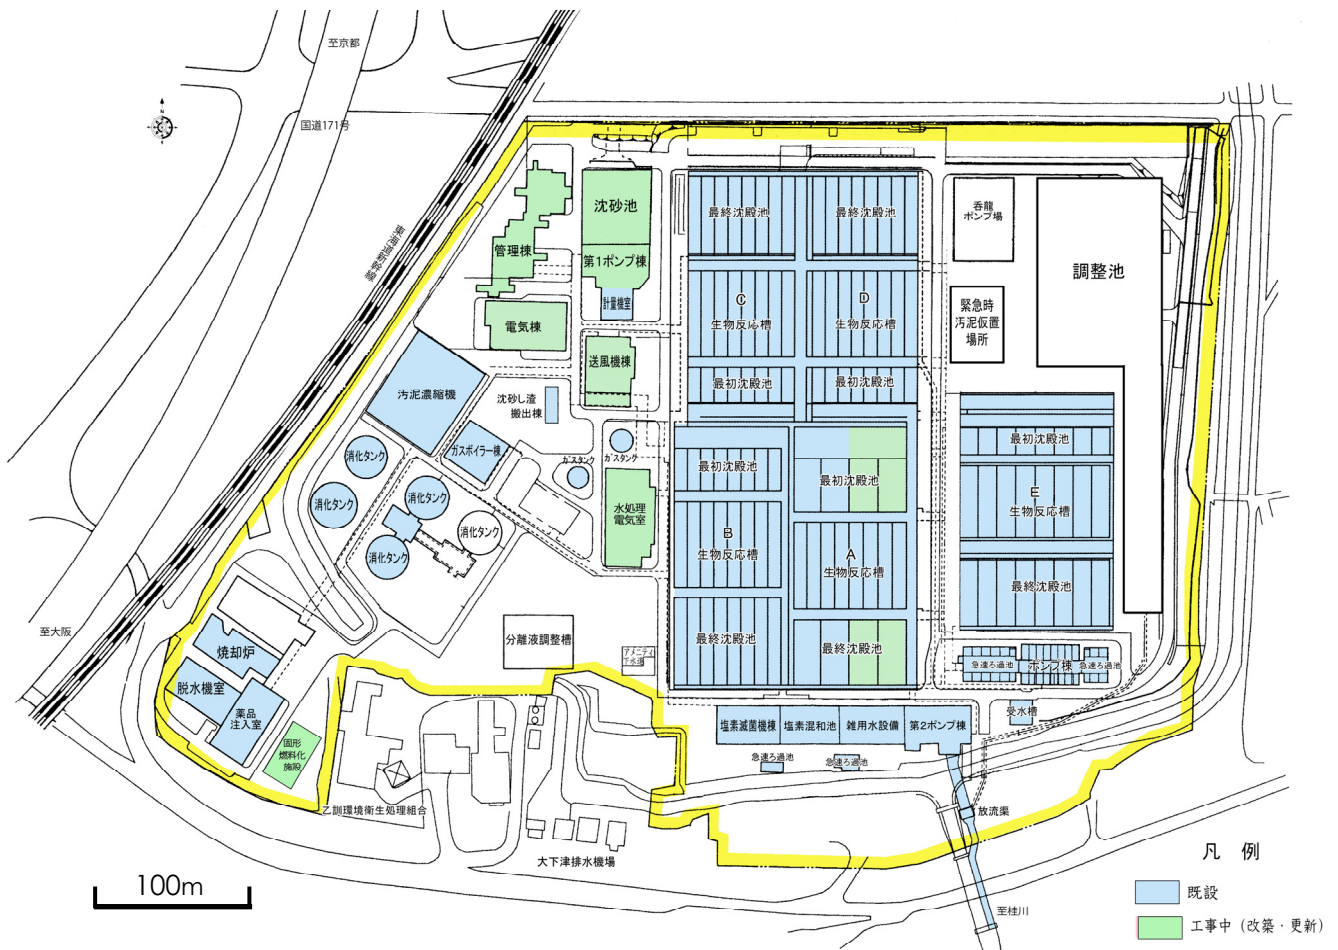 至京都
国道171号
N
東海道新幹線
沈砂池
管理棟
第1ポンプ棟
計量機室
電気棟
送風機棟
汚泥濃縮機
沈砂し渣
搬出棟
ガスボイラー棟
ガスタンク
ガスタンク
消化タンク
消化タンク
消化タンク
消化タンク
消化タンク
水処理
電気室
最終沈殿池
最終沈殿池
C
生物反応槽
D
生物反応槽
最初沈殿池
最初沈殿池
最初沈殿池
最初沈殿池
B
生物反応槽
A
生物反応槽
最終沈殿池
最終沈殿池
呑龍
ポンプ場
調整池
緊急時
汚泥仮置
場所
最初沈殿池
E
生物反応槽
最終沈殿池
急速ろ過池
ポンプ棟
急速ろ過池
受水槽
至大阪
焼却炉
脱水機室
薬品
注入室
固形
燃料化
施設
分離液調整槽
アメニティ
下水道
塩素滅菌機棟
塩素混和池
雑用水設備
第2ポンプ棟
急速ろ過池
急速ろ過池
放流渠
乙訓環境衛生処理組合
大下津排水機場
至桂川
100m
凡 例
既設
工事中（改築・更新）